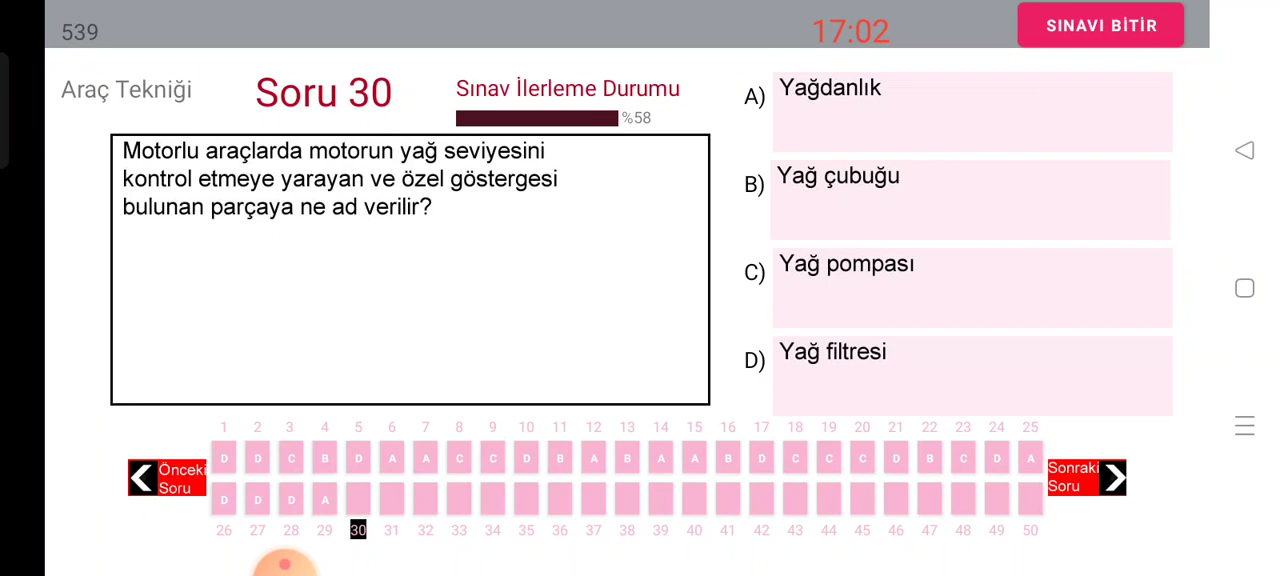 539
17:02
SINAVI BİTİR
Araç Tekniği
Soru 30
Sınav İlerleme Durumu
%58
Motorlu araçlarda motorun yağ seviyesini
kontrol etmeye yarayan ve özel göstergesi
bulunan parçaya ne ad verilir?
A) Yağdanlık
B) Yağ çubuğu
C) Yağ pompası
D) Yağ filtresi
1 2 3 4 5 6 7 8 9 10 11 12 13 14 15 16 17 18 19 20 21 22 23 24 25
D D C B D A A C C D B A B A A B D C C C D B C D A
Önceki
Soru
Sonraki
Soru
D D D A
26 27 28 29 30 31 32 33 34 35 36 37 38 39 40 41 42 43 44 45 46 47 48 49 50